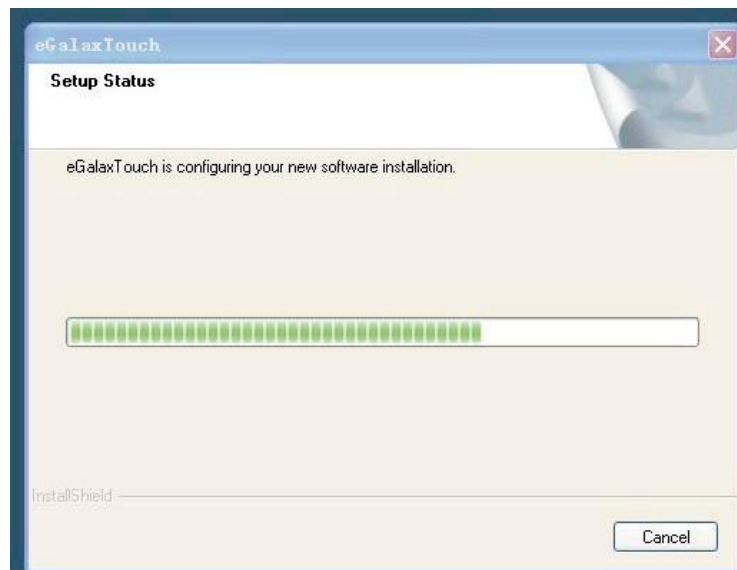 eGalaxTouch
Setup Status
eGalaxTouch is configuring your new software installation.
InstallShield
Cancel